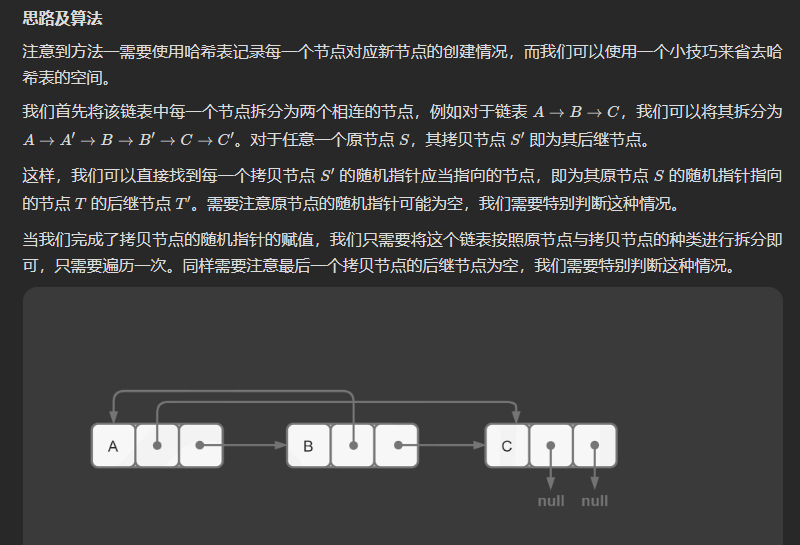 思路及算法
注意到方法一需要使用哈希表记录每一个节点对应新节点的创建情况，而我们可以使用一个小技巧来省去哈
希表的空间。
我们首先将该链表中每一个节点拆分为两个相连的节点，例如对于链表 A → B → C，我们可以将其拆分为
A → A′ → B → B′ → C → C′。对于任意一个原节点 S，其拷贝节点 S′ 即为其后继节点。
这样，我们可以直接找到每一个拷贝节点 S′ 的随机指针应当指向的节点，即为其原节点 S 的随机指针指向
的节点 T 的后继节点 T′。需要注意原节点的随机指针可能为空，我们需要特别判断这种情况。
当我们完成了拷贝节点的随机指针的赋值，我们只需要将这个链表按照原节点与拷贝节点的种类进行拆分即
可，只需要遍历一次。同样需要注意最后一个拷贝节点的后继节点为空，我们需要特别判断这种情况。
A B C
null null